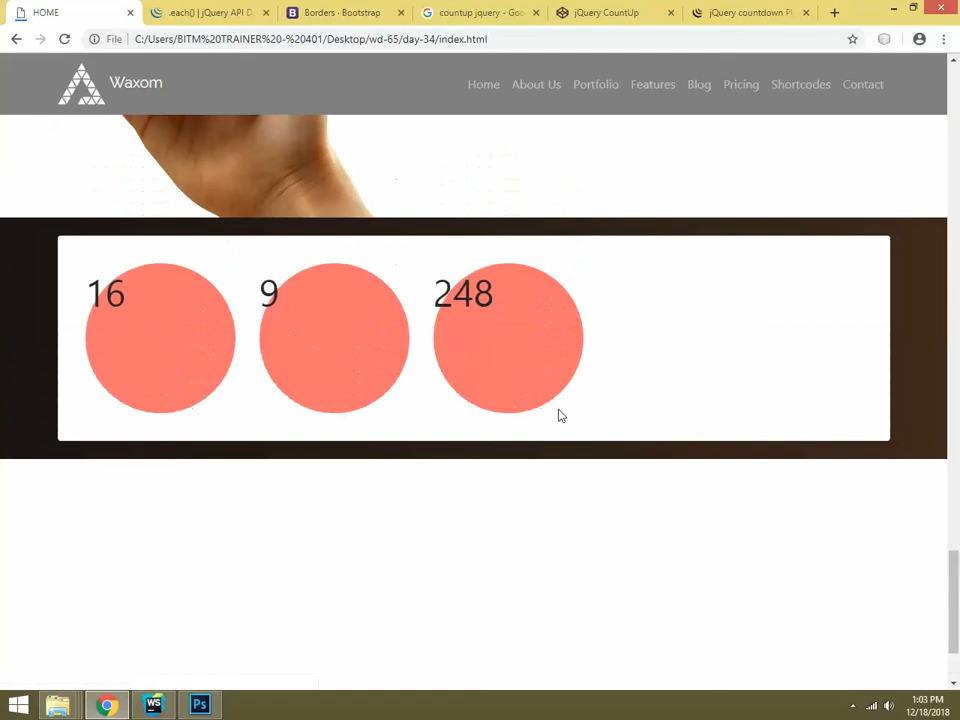 HOME
.each() | jQuery API D
Borders · Bootstrap
countup jquery - Goo
jQuery CountUp
jQuery countdown Pl
File
C:/Users/BITM%20TRAINER%20-%20401/Desktop/wd-65/day-34/index.html
Waxom
Home About Us Portfolio Features Blog Pricing Shortcodes Contact
16
9
248
WS
Ps
1:03 PM
12/18/2018